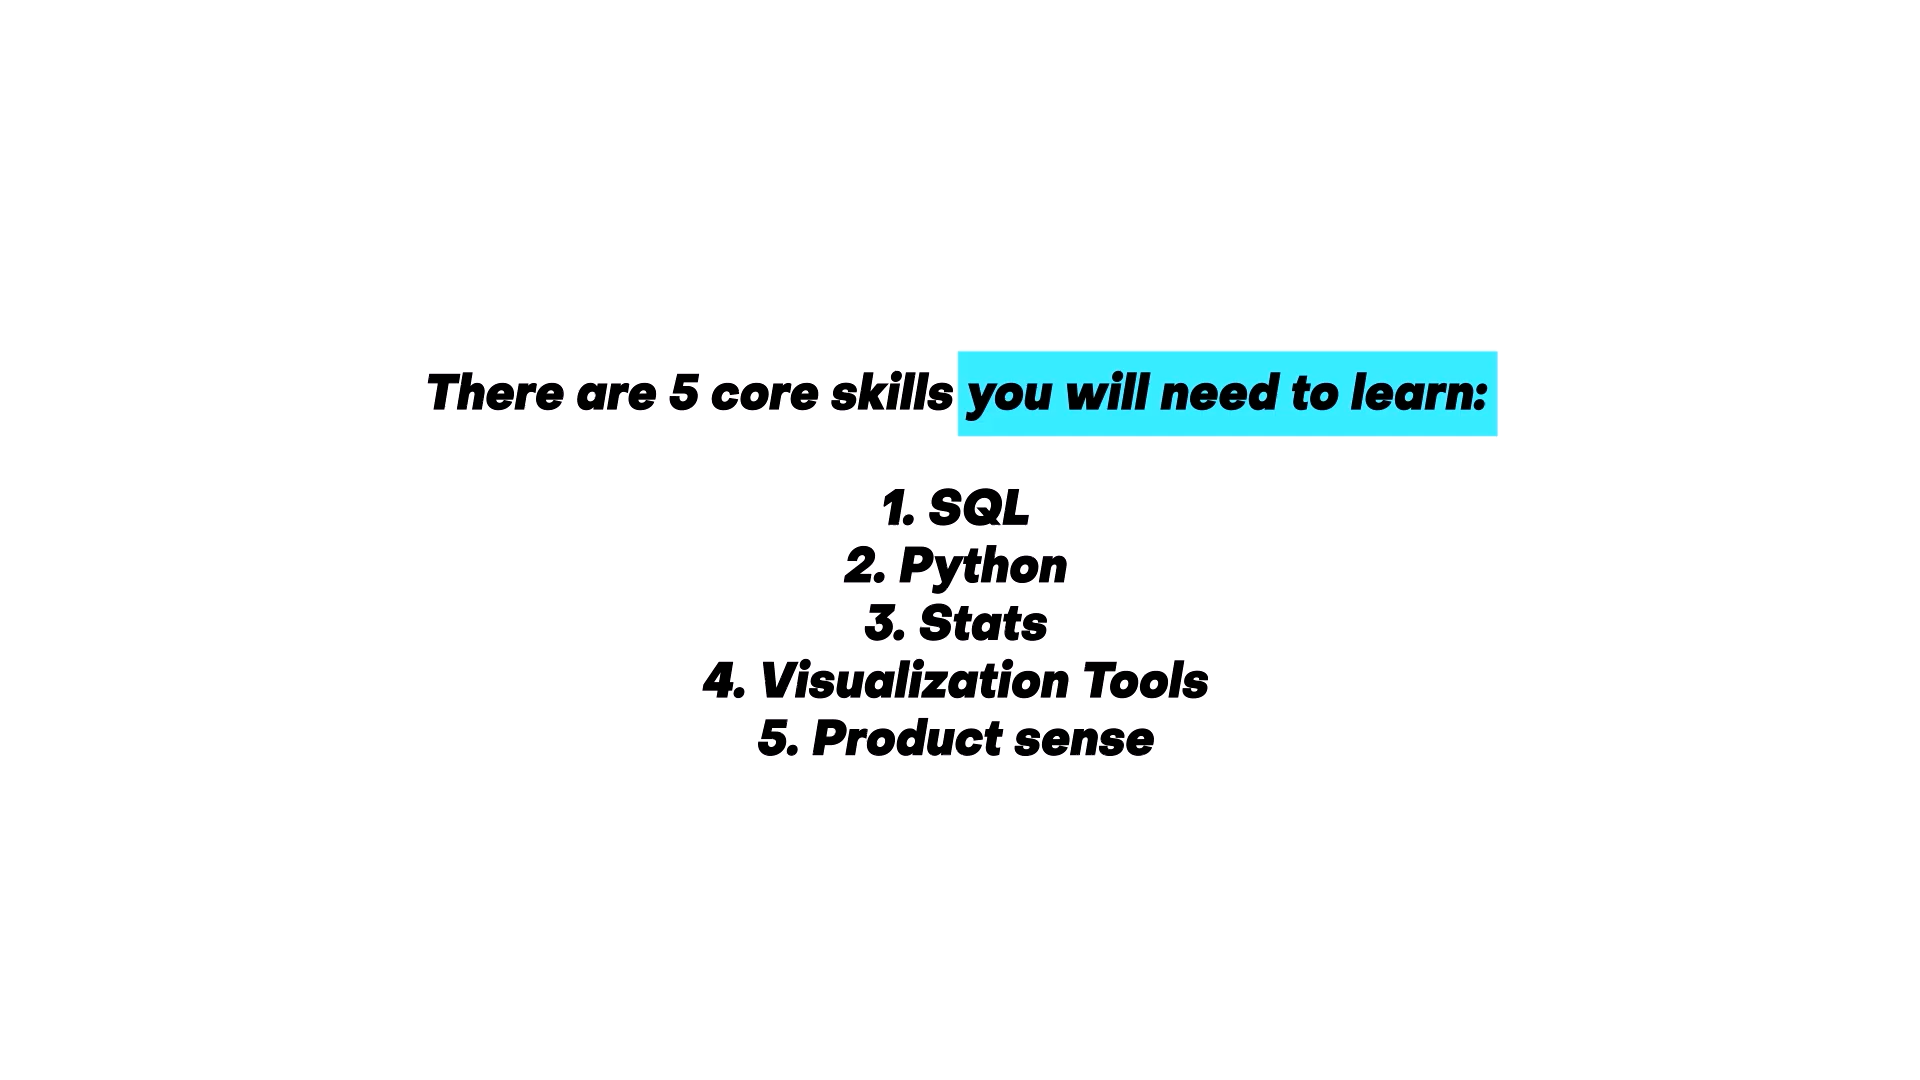 There are 5 core skills you will need to learn:
1. SQL
2. Python
3. Stats
4. Visualization Tools
5. Product sense